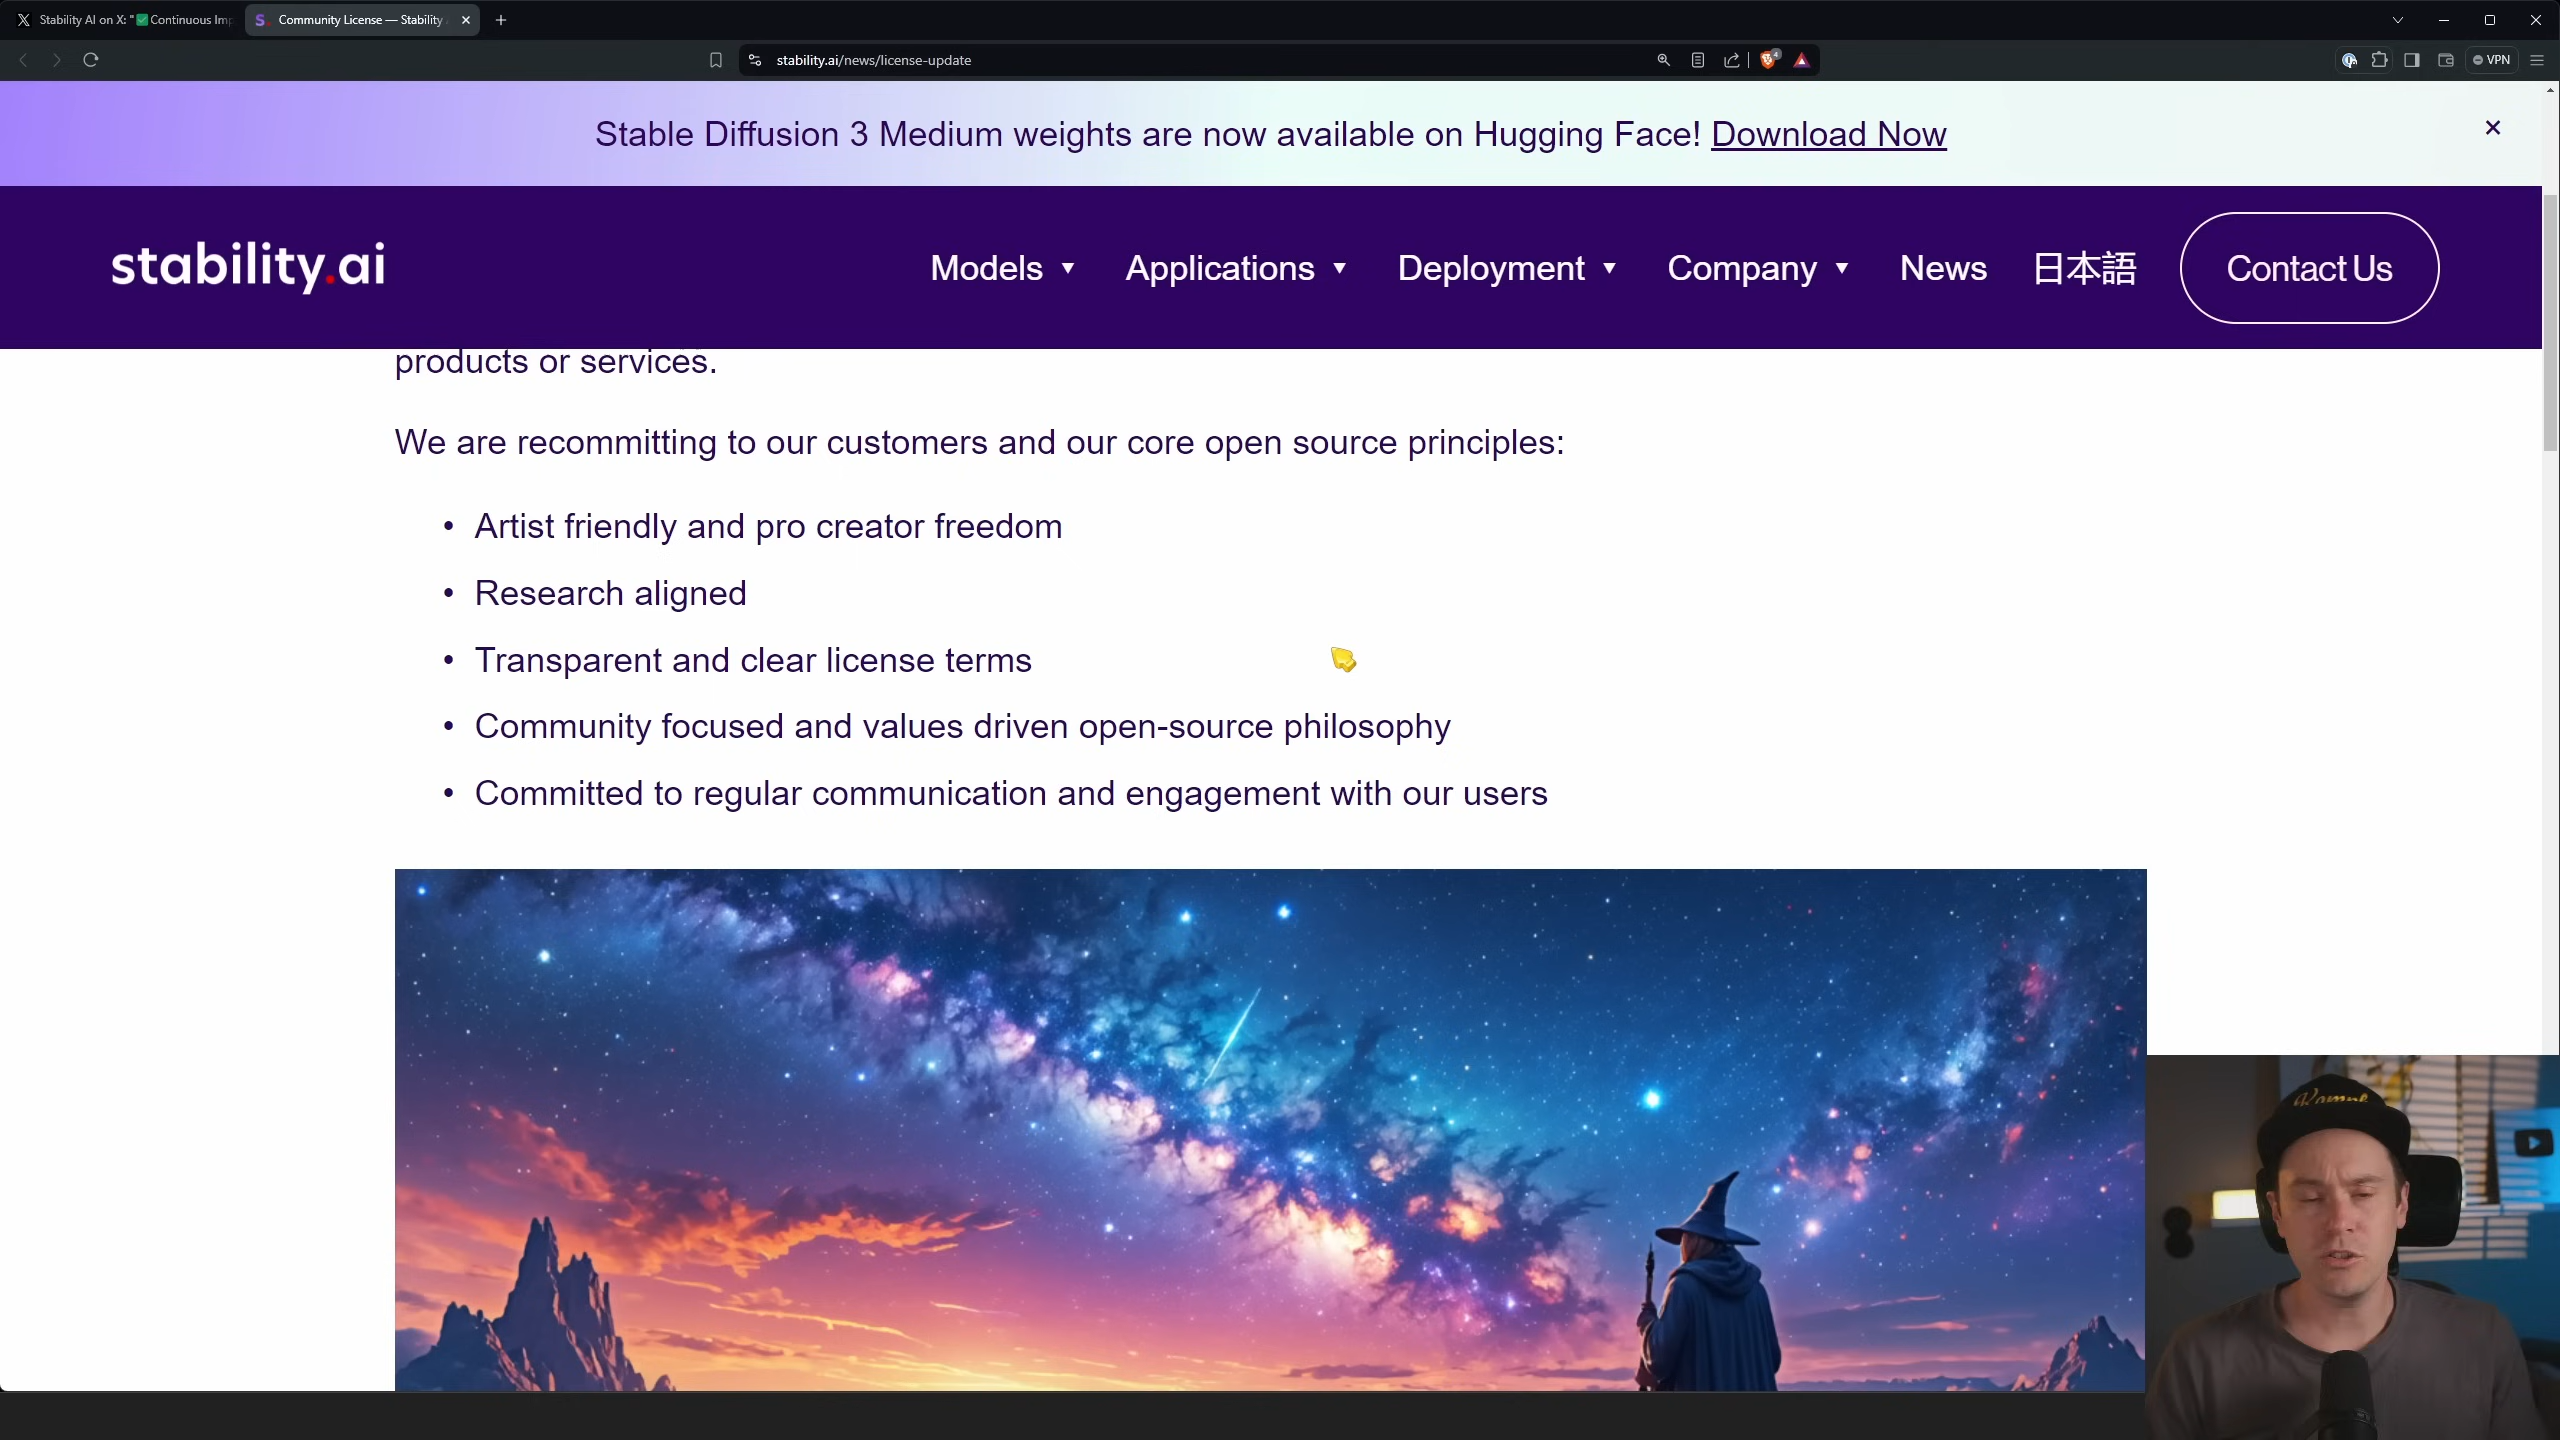 Stability AI on X: "✅Continuous Imp
Community License — Stability
stability.ai/news/license-update
4
VPN
Stable Diffusion 3 Medium weights are now available on Hugging Face! Download Now
stability.ai
Models
Applications
Deployment
Company
News
日本語
Contact Us
products or services.
We are recommitting to our customers and our core open source principles:
• Artist friendly and pro creator freedom
• Research aligned
• Transparent and clear license terms
• Community focused and values driven open-source philosophy
• Committed to regular communication and engagement with our users